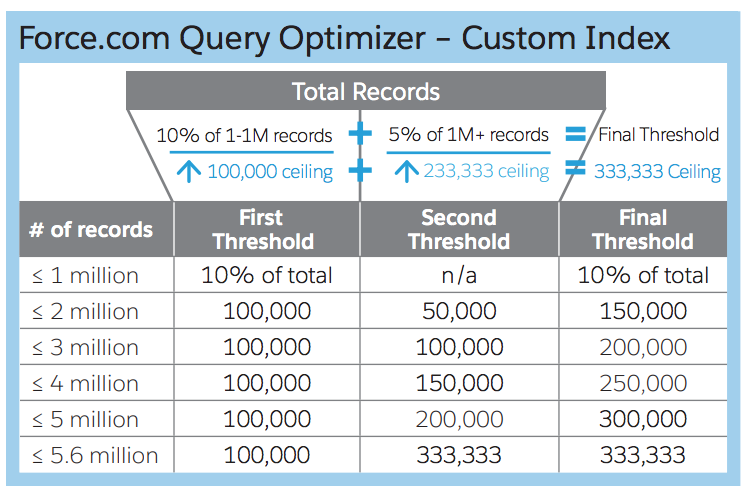 Force.com Query Optimizer – Custom Index
Total Records
10% of 1-1M records + 5% of 1M+ records = Final Threshold
↑ 100,000 ceiling + ↑ 233,333 ceiling = 333,333 Ceiling
# of records First Threshold Second Threshold Final Threshold
≤ 1 million 10% of total n/a 10% of total
≤ 2 million 100,000 50,000 150,000
≤ 3 million 100,000 100,000 200,000
≤ 4 million 100,000 150,000 250,000
≤ 5 million 100,000 200,000 300,000
≤ 5.6 million 100,000 333,333 333,333